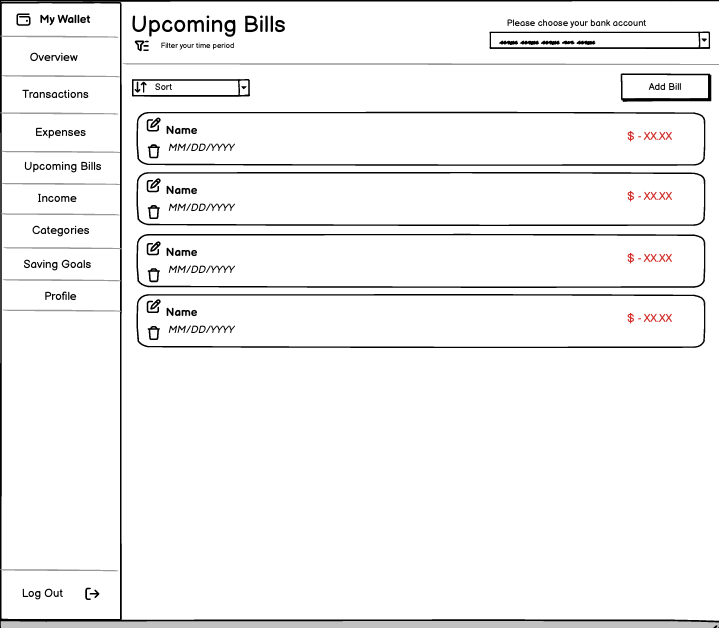 My Wallet
Overview
Transactions
Expenses
Upcoming Bills
Income
Categories
Saving Goals
Profile
Log Out
Upcoming Bills
Filter your time period
Please choose your bank account
Sort
Add Bill
Name
MM/DD/YYYY
$ - XX.XX
Name
MM/DD/YYYY
$ - XX.XX
Name
MM/DD/YYYY
$ - XX.XX
Name
MM/DD/YYYY
$ - XX.XX